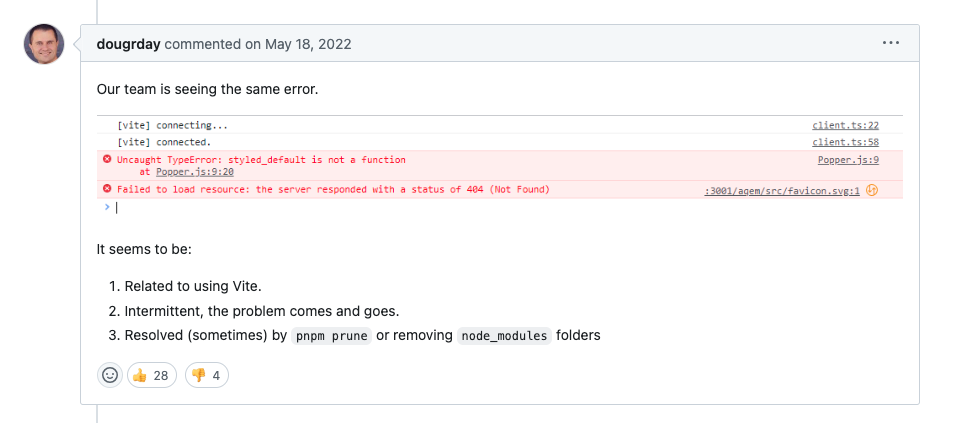 dougrday commented on May 18, 2022
Our team is seeing the same error.
[vite] connecting... client.ts:22
[vite] connected. client.ts:58
Uncaught TypeError: styled_default is not a function Popper.js:9
at Popper.js:9:20
Failed to load resource: the server responded with a status of 404 (Not Found) :3001/aqem/src/favicon.svg:1
It seems to be:
1. Related to using Vite.
2. Intermittent, the problem comes and goes.
3. Resolved (sometimes) by pnpm prune or removing node_modules folders
28 4